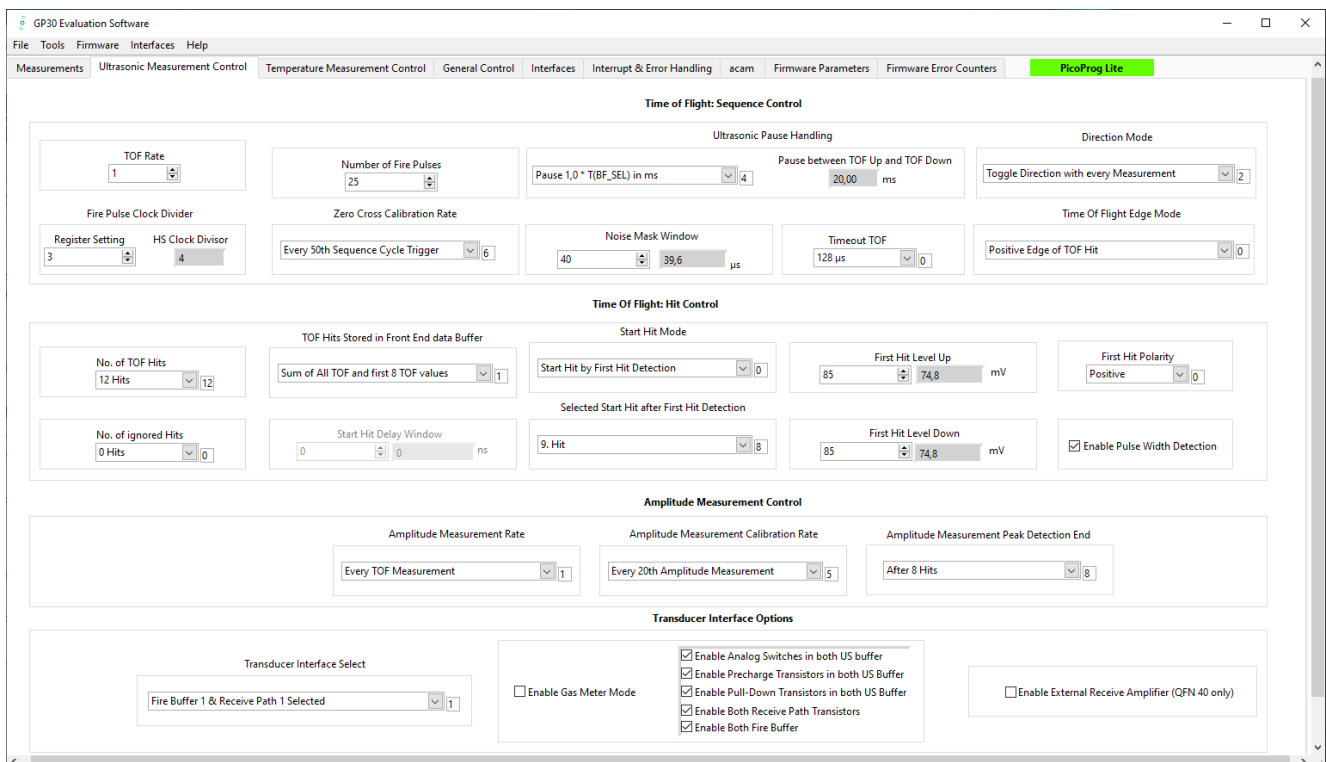 GP30 Evaluation Software
File Tools Firmware Interfaces Help
Measurements Ultrasonic Measurement Control Temperature Measurement Control General Control Interfaces Interrupt & Error Handling acam Firmware Parameters Firmware Error Counters PicoProg Lite
Time of Flight: Sequence Control
TOF Rate
1
Number of Fire Pulses
25
Ultrasonic Pause Handling
Pause 1,0 * T(BF_SEL) in ms 4
Pause between TOF Up and TOF Down
20,00 ms
Direction Mode
Toggle Direction with every Measurement 2
Fire Pulse Clock Divider
Register Setting HS Clock Divisor
3 4
Zero Cross Calibration Rate
Every 50th Sequence Cycle Trigger 6
Noise Mask Window
40 39,6 µs
Timeout TOF
128 µs 0
Time Of Flight Edge Mode
Positive Edge of TOF Hit 0
Time Of Flight: Hit Control
No. of TOF Hits
12 Hits 12
TOF Hits Stored in Front End data Buffer
Sum of All TOF and first 8 TOF values 1
Start Hit Mode
Start Hit by First Hit Detection 0
First Hit Level Up
85 74,8 mV
First Hit Polarity
Positive 0
No. of ignored Hits
0 Hits 0
Start Hit Delay Window
0 0 ns
Selected Start Hit after First Hit Detection
9. Hit 8
First Hit Level Down
85 74,8 mV
Enable Pulse Width Detection
Amplitude Measurement Control
Amplitude Measurement Rate
Every TOF Measurement 1
Amplitude Measurement Calibration Rate
Every 20th Amplitude Measurement 5
Amplitude Measurement Peak Detection End
After 8 Hits 8
Transducer Interface Options
Transducer Interface Select
Fire Buffer 1 & Receive Path 1 Selected 1
Enable Gas Meter Mode
Enable Analog Switches in both US buffer
Enable Precharge Transistors in both US Buffer
Enable Pull-Down Transistors in both US Buffer
Enable Both Receive Path Transistors
Enable Both Fire Buffer
Enable External Receive Amplifier (QFN 40 only)